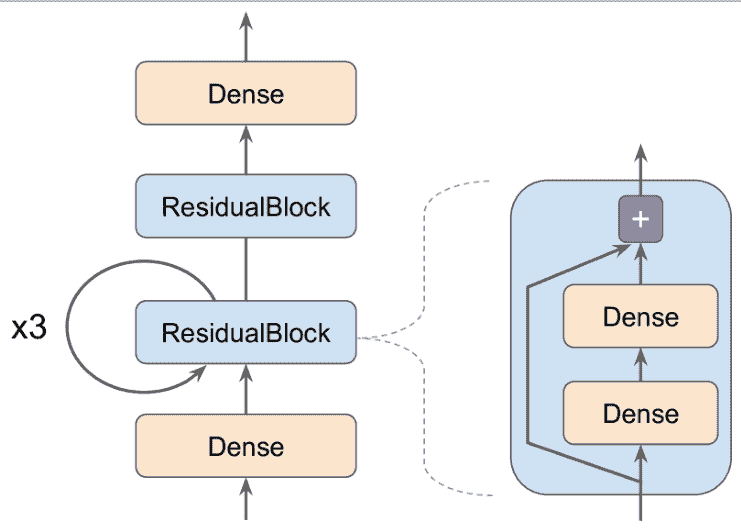 Dense
ResidualBlock
x3
ResidualBlock
Dense
+
Dense
Dense